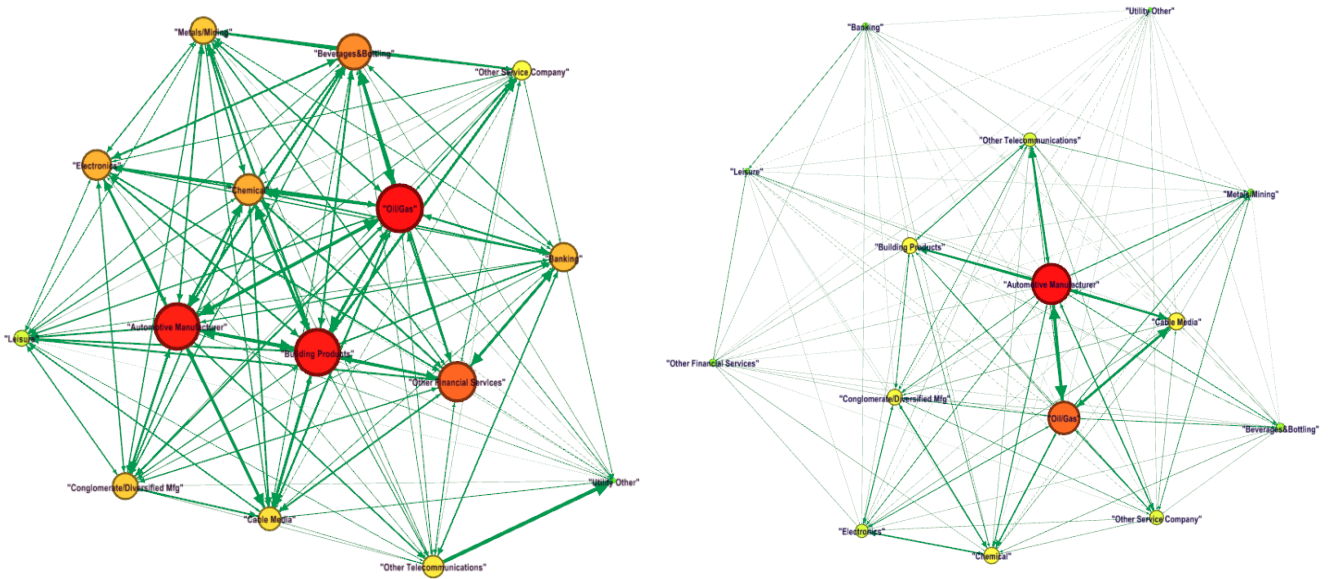 "Metals/Mining"
"Beverages&Bottling"
"Other Service Company"
"Electronics"
"Chemical"
"Oil/Gas"
"Banking"
"Automotive Manufacturer"
"Leisure"
"Building Products"
"Other Financial Services"
"Conglomerate/Diversified Mfg"
"Utility Other"
"Cable Media"
"Other Telecommunications"
"Utility Other"
"Banking"
"Other Telecommunications"
"Leisure"
"Metals/Mining"
"Building Products"
"Automotive Manufacturer"
"Cable Media"
"Other Financial Services"
"Conglomerate/Diversified Mfg"
"Oil/Gas"
"Beverages&Bottling"
"Electronics"
"Other Service Company"
"Chemical"